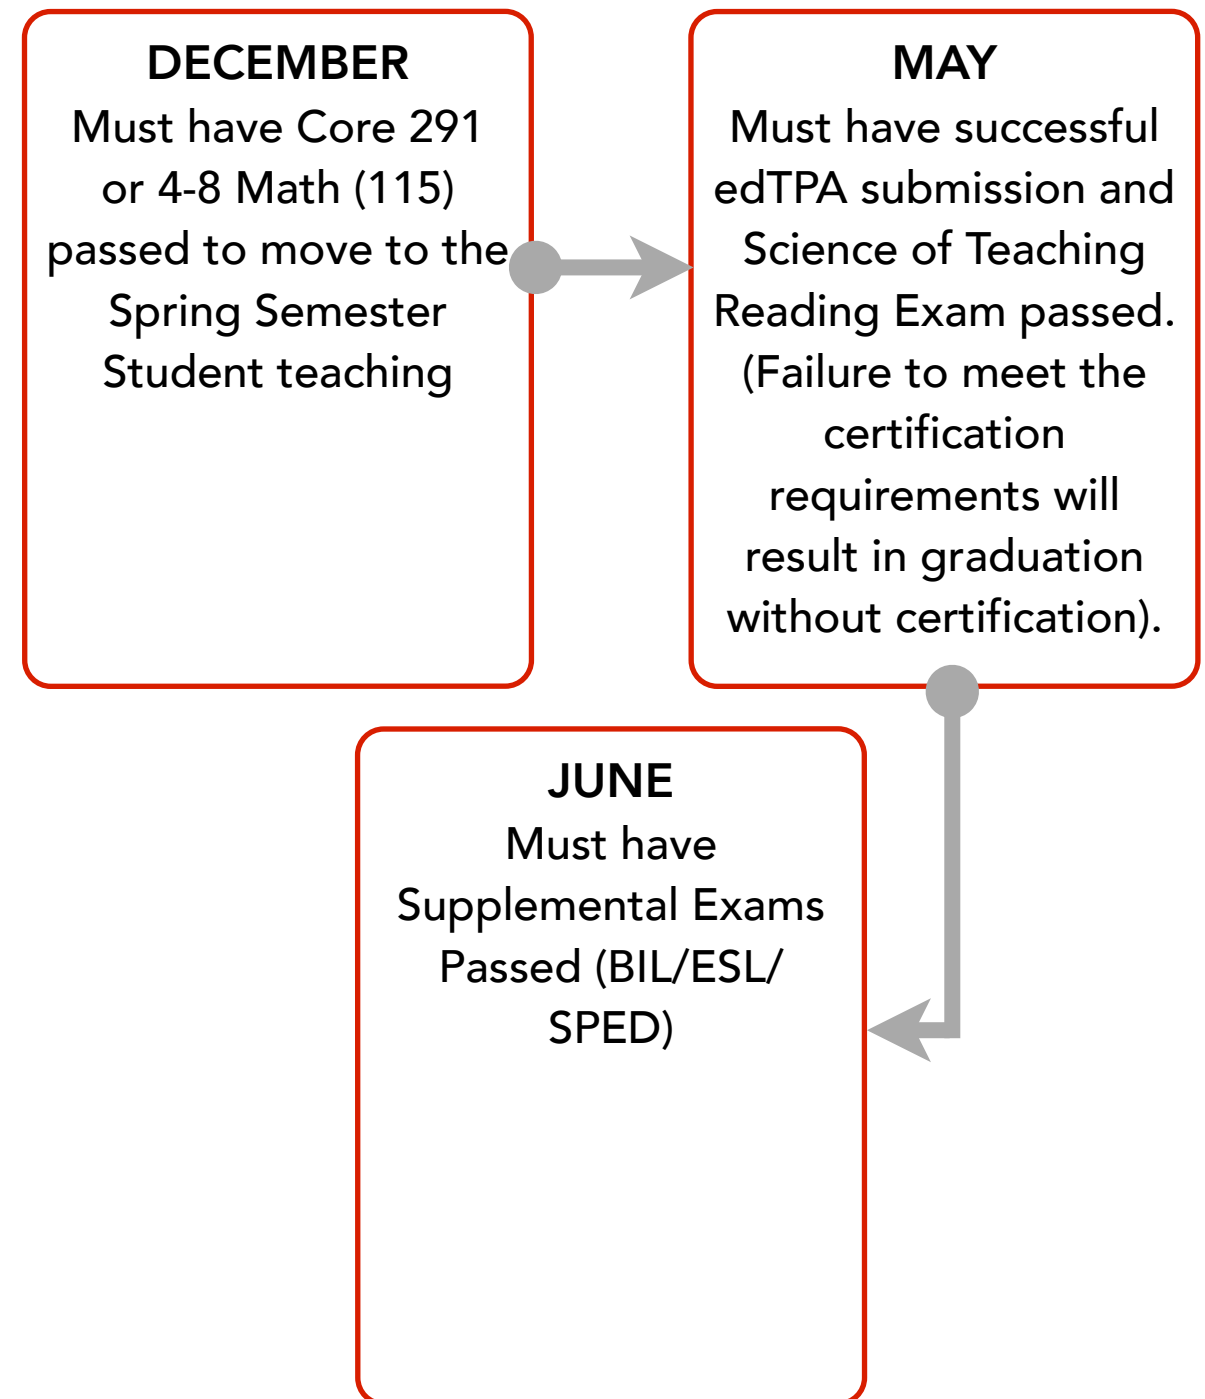 DECEMBER
Must have Core 291
or 4-8 Math (115)
passed to move to the
Spring Semester
Student teaching
MAY
Must have successful
edTPA submission and
Science of Teaching
Reading Exam passed.
(Failure to meet the
certification
requirements will
result in graduation
without certification).
JUNE
Must have
Supplemental Exams
Passed (BIL/ESL/
SPED)